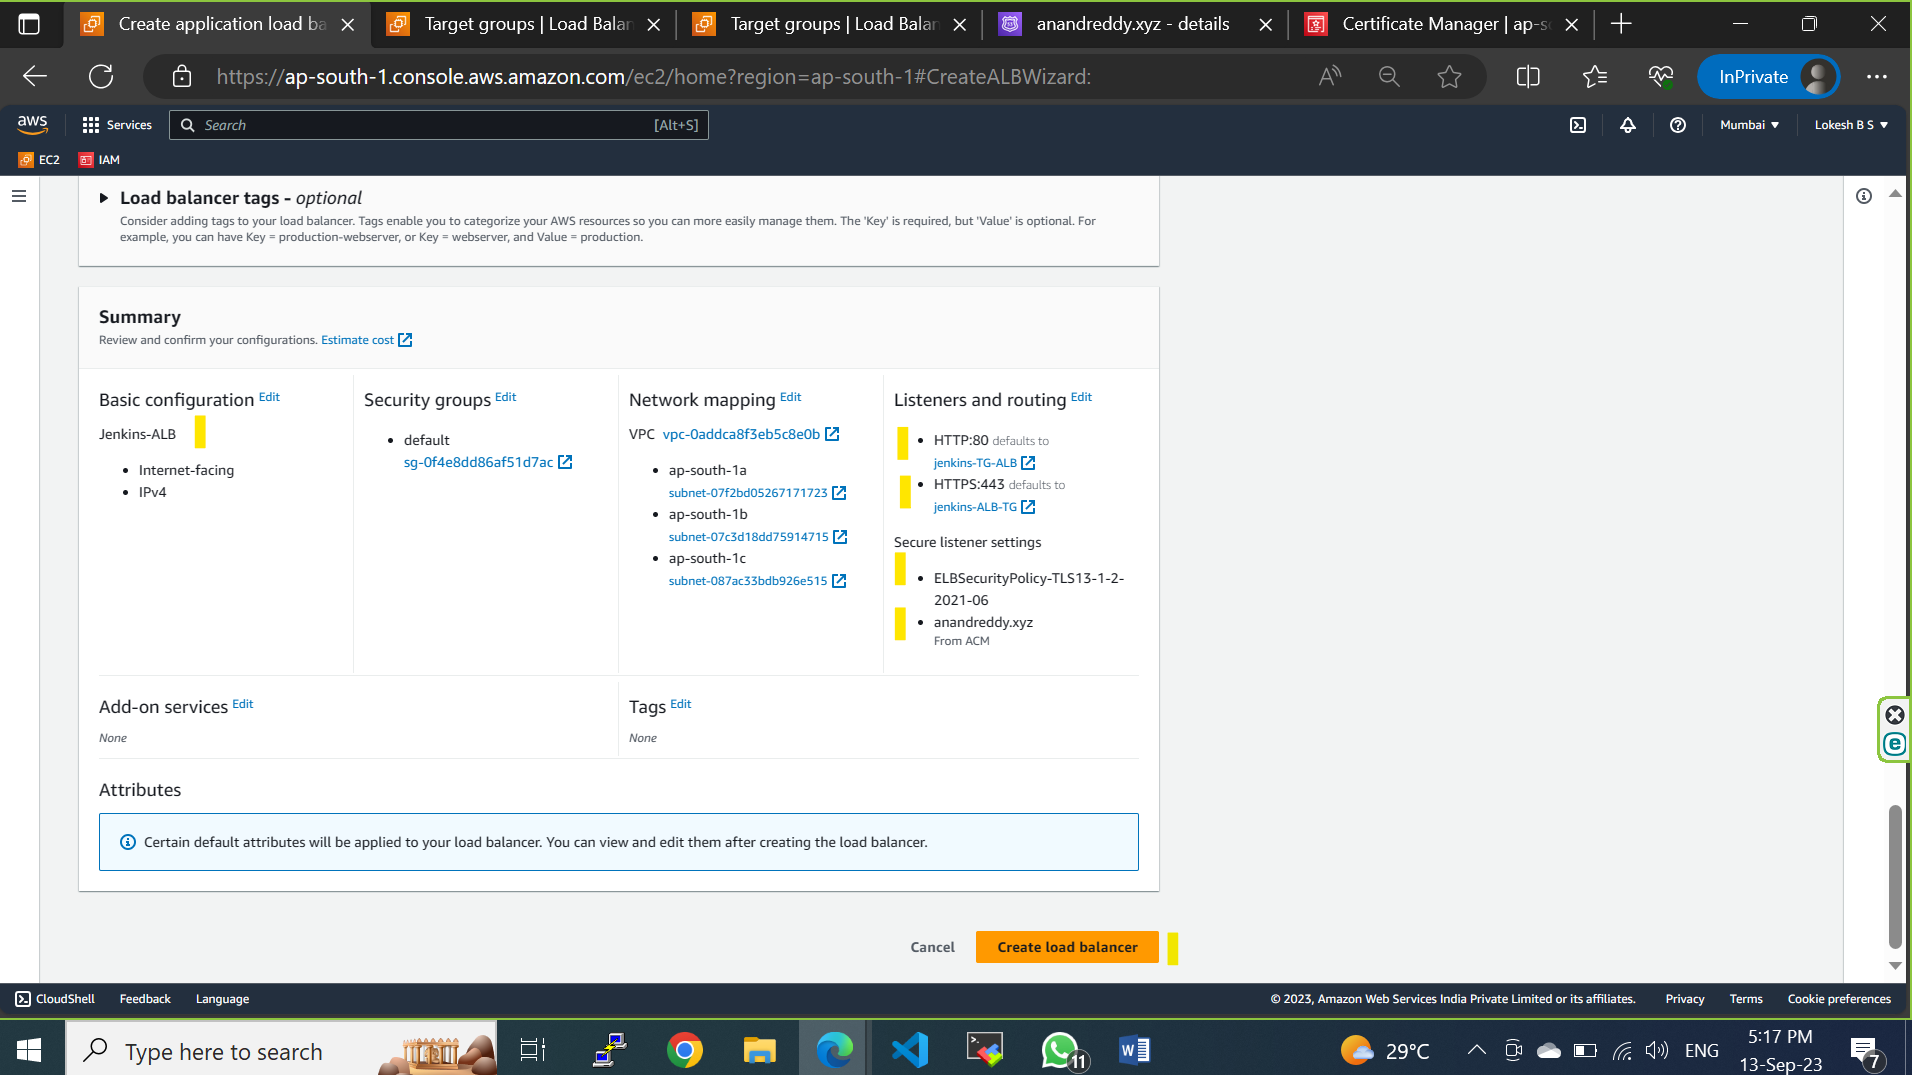 Create application load ba
Target groups | Load Balan
Target groups | Load Balan
anandreddy.xyz - details
Certificate Manager | ap-s
https://ap-south-1.console.aws.amazon.com/ec2/home?region=ap-south-1#CreateALBWizard:
InPrivate
aws
Services
Search
[Alt+S]
Mumbai
Lokesh B S
EC2
IAM
Load balancer tags - optional
Consider adding tags to your load balancer. Tags enable you to categorize your AWS resources so you can more easily manage them. The 'Key' is required, but 'Value' is optional. For
example, you can have Key = production-webserver, or Key = webserver, and Value = production.
Summary
Review and confirm your configurations. Estimate cost
Basic configuration Edit
Jenkins-ALB
• Internet-facing
• IPv4
Security groups Edit
• default
sg-0f4e8dd86af51d7ac
Network mapping Edit
VPC vpc-0addca8f3eb5c8e0b
• ap-south-1a
subnet-07f2bd05267171723
• ap-south-1b
subnet-07c3d18dd75914715
• ap-south-1c
subnet-087ac33bdb926e515
Listeners and routing Edit
• HTTP:80 defaults to
jenkins-TG-ALB
• HTTPS:443 defaults to
jenkins-ALB-TG
Secure listener settings
• ELBSecurityPolicy-TLS13-1-2-
2021-06
• anandreddy.xyz
From ACM
Add-on services Edit
None
Tags Edit
None
Attributes
Certain default attributes will be applied to your load balancer. You can view and edit them after creating the load balancer.
Cancel
Create load balancer
CloudShell
Feedback
Language
© 2023, Amazon Web Services India Private Limited or its affiliates.
Privacy
Terms
Cookie preferences
Type here to search
11
29°C
ENG
5:17 PM
13-Sep-23
7